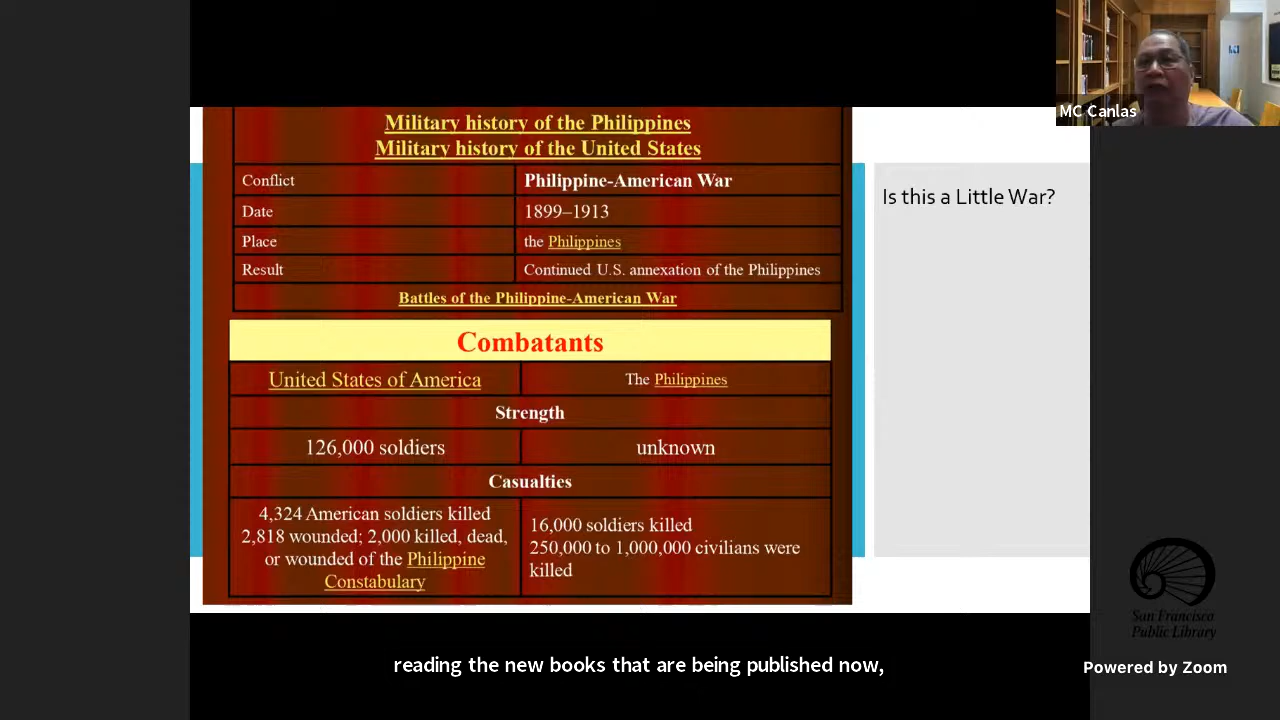 MC Canlas
Military history of the Philippines
Military history of the United States
Conflict
Philippine-American War
Date
1899–1913
Place
the Philippines
Result
Continued U.S. annexation of the Philippines
Battles of the Philippine-American War
Combatants
United States of America
The Philippines
Strength
126,000 soldiers
unknown
Casualties
4,324 American soldiers killed
2,818 wounded; 2,000 killed, dead,
or wounded of the Philippine
Constabulary
16,000 soldiers killed
250,000 to 1,000,000 civilians were
killed
Is this a Little War?
San Francisco
Public Library
reading the new books that are being published now,
Powered by Zoom